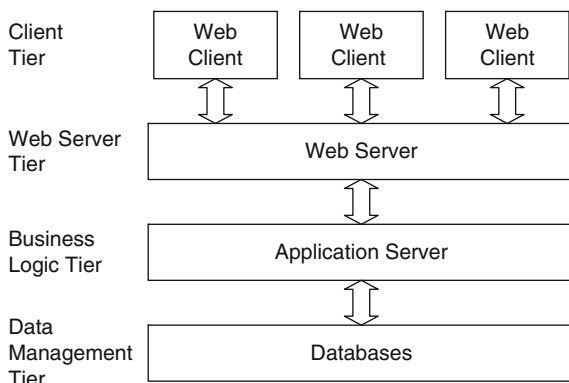 Client
Tier
Web
Client
Web
Client
Web
Client
Web Server
Tier
Web Server
Business
Logic Tier
Application Server
Data
Management
Tier
Databases